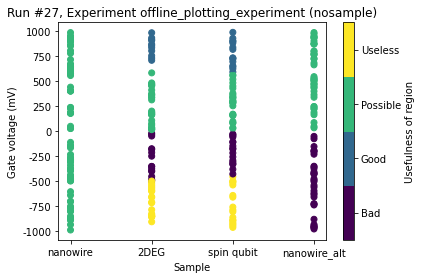 Run #27, Experiment offline_plotting_experiment (nosample)
1000
750
500
250
0
-250
-500
-750
-1000
Gate voltage (mV)
nanowire
2DEG
spin qubit
nanowire_alt
Sample
Useless
Possible
Good
Bad
Usefulness of region